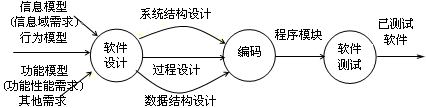 信息模型
(信息域需求)
行为模型
功能模型
(功能性能需求)
其他需求
软件
设计
系统结构设计
过程设计
数据结构设计
编码
程序模块
软件
测试
已测试
软件